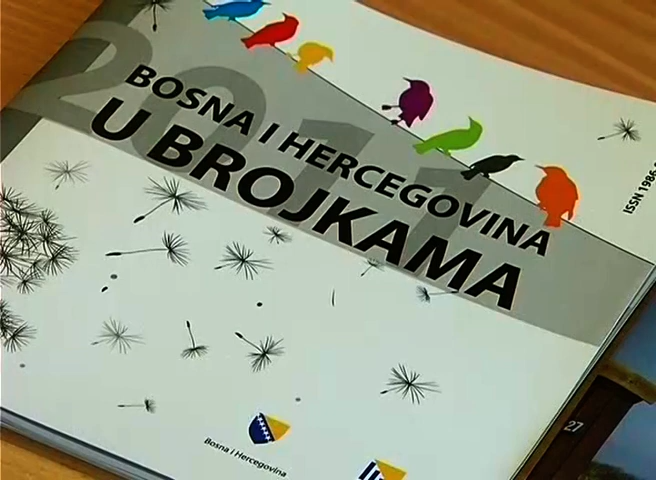 2011
BOSNA I HERCEGOVINA
U BROJKAMA
ISSN 1986-
Bosna i Hercegovina
27